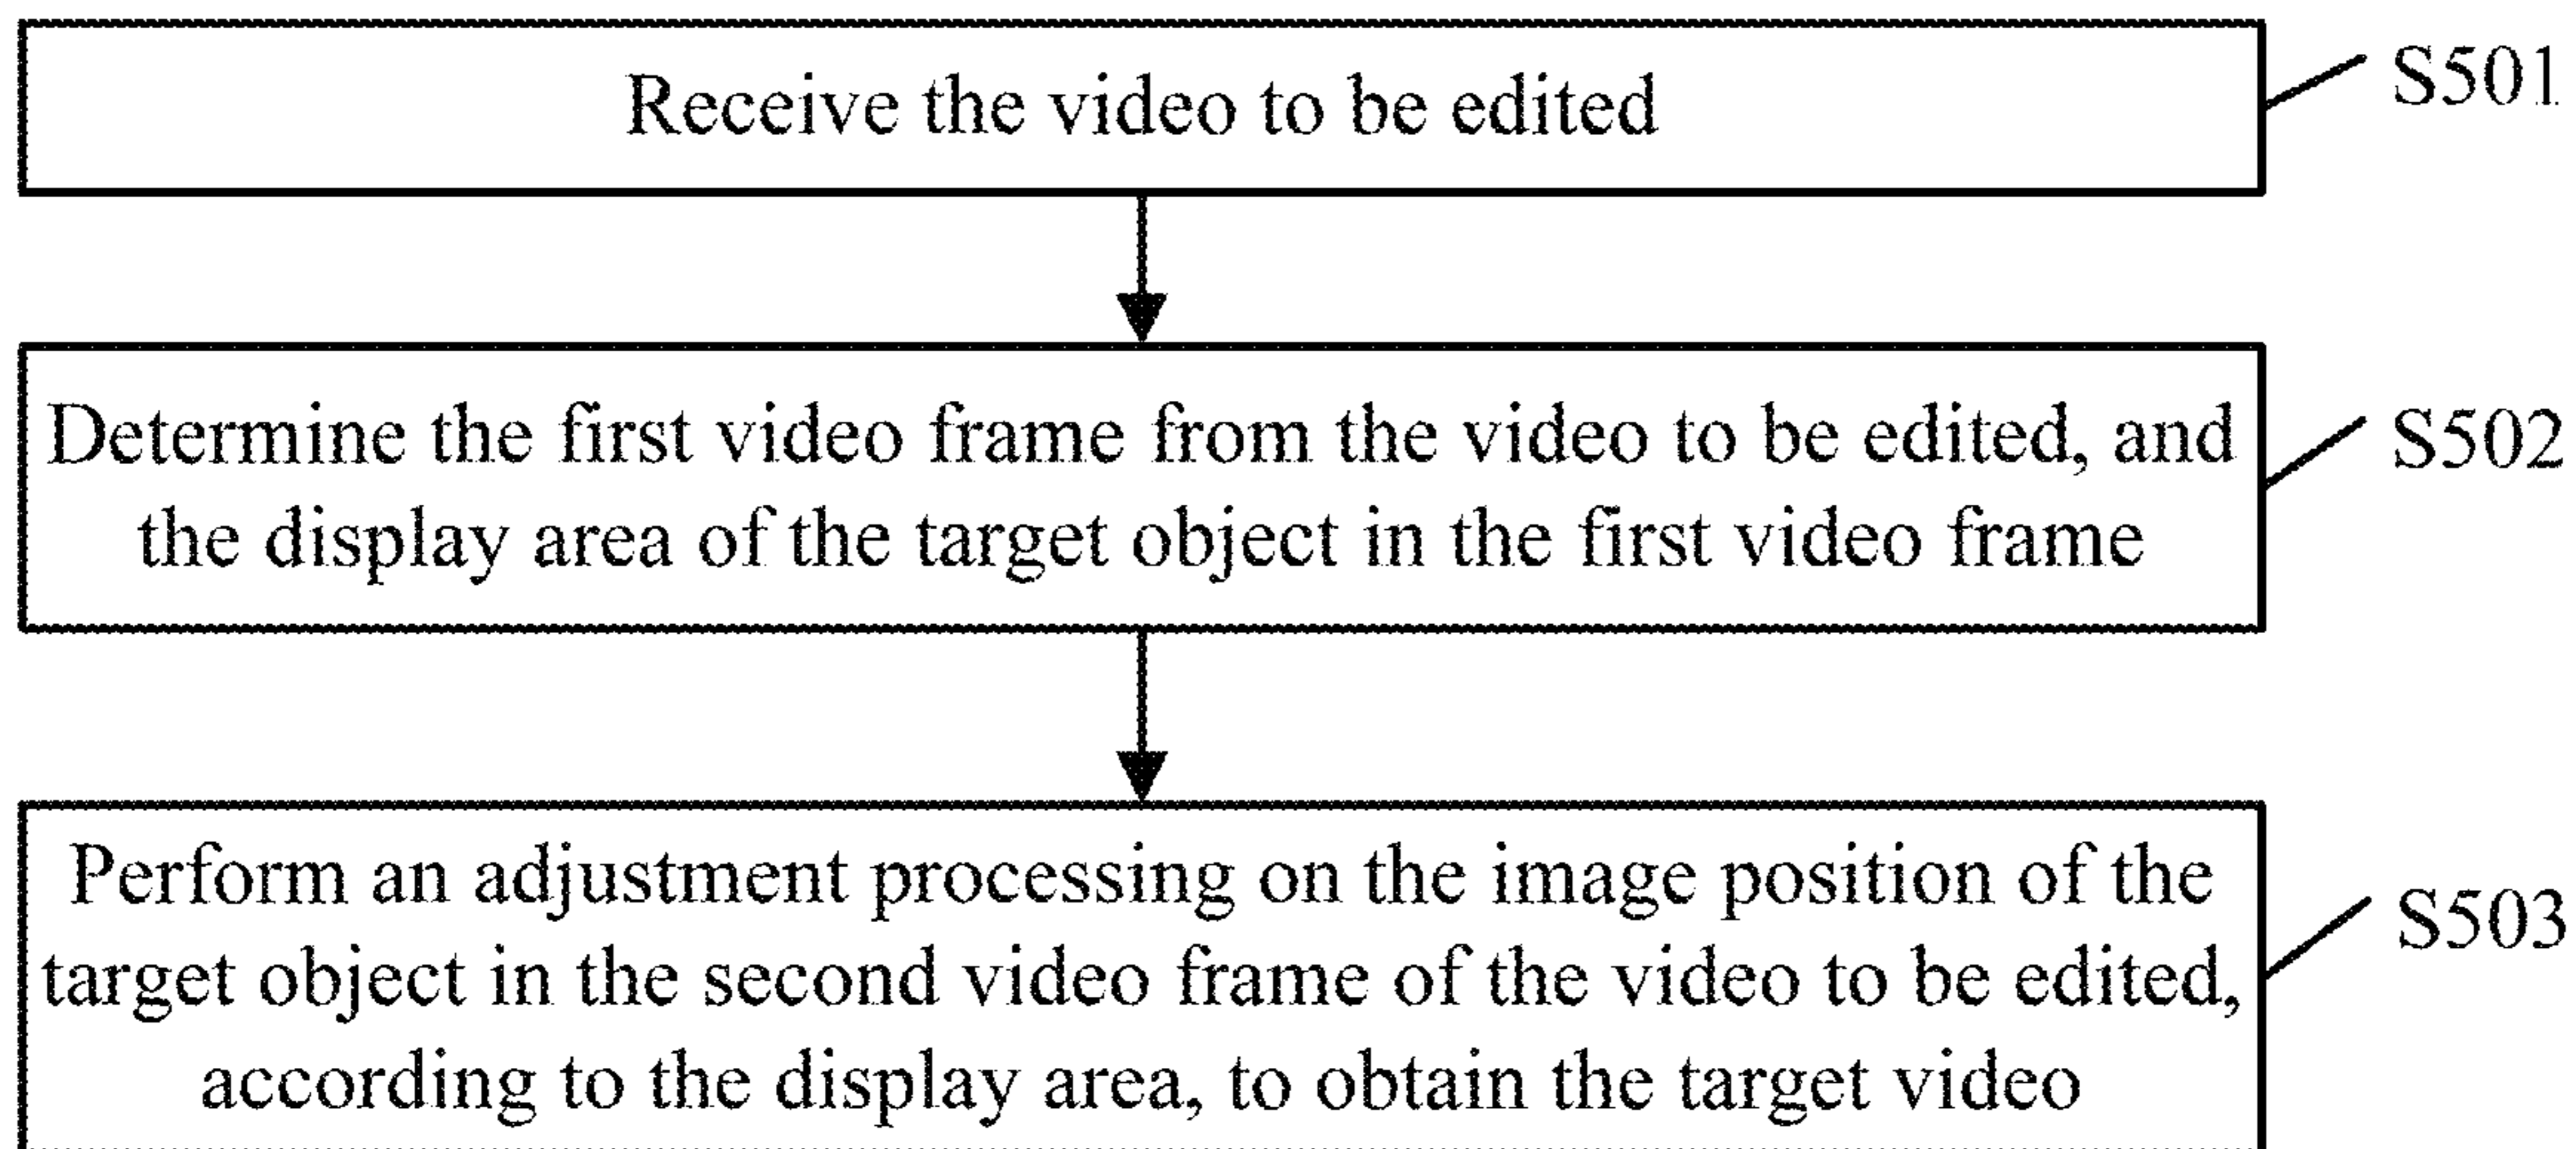 Receive the video to be edited
S501
Determine the first video frame from the video to be edited, and
the display area of the target object in the first video frame
S502
Perform an adjustment processing on the image position of the
target object in the second video frame of the video to be edited,
according to the display area, to obtain the target video
S503